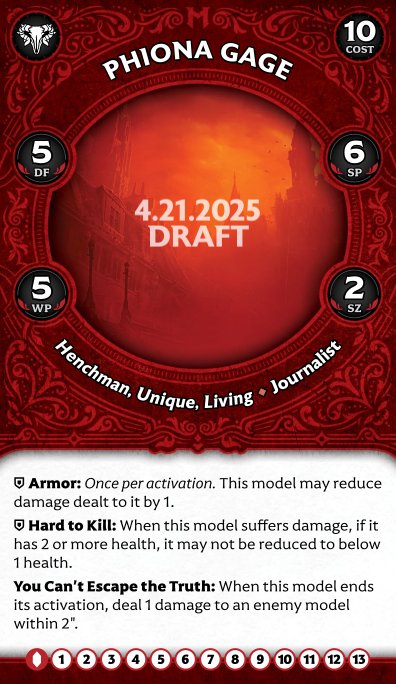 PHIONA GAGE
10
COST
5
DF
6
SP
4.21.2025
DRAFT
5
WP
2
SZ
Henchman, Unique, Living ♦ Journalist
Armor: Once per activation. This model may reduce
damage dealt to it by 1.
Hard to Kill: When this model suffers damage, if it
has 2 or more health, it may not be reduced to below
1 health.
You Can't Escape the Truth: When this model ends
its activation, deal 1 damage to an enemy model
within 2".
1 2 3 4 5 6 7 8 9 10 11 12 13